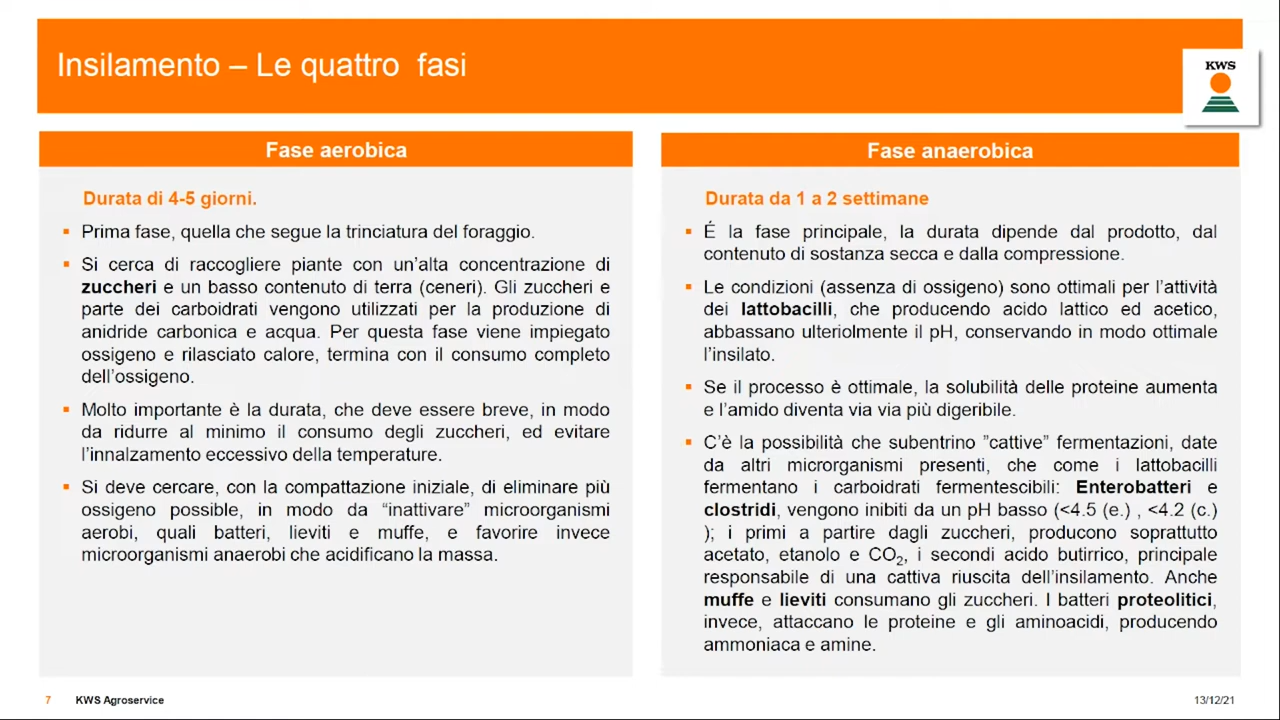 Insilamento – Le quattro fasi
KWS
Fase aerobica
Durata di 4-5 giorni.
▪ Prima fase, quella che segue la trinciatura del foraggio.
▪ Si cerca di raccogliere piante con un’alta concentrazione di
zuccheri e un basso contenuto di terra (ceneri). Gli zuccheri e
parte dei carboidrati vengono utilizzati per la produzione di
anidride carbonica e acqua. Per questa fase viene impiegato
ossigeno e rilasciato calore, termina con il consumo completo
dell’ossigeno.
▪ Molto importante è la durata, che deve essere breve, in modo
da ridurre al minimo il consumo degli zuccheri, ed evitare
l’innalzamento eccessivo della temperature.
▪ Si deve cercare, con la compattazione iniziale, di eliminare più
ossigeno possible, in modo da “inattivare” microorganismi
aerobi, quali batteri, lieviti e muffe, e favorire invece
microorganismi anaerobi che acidificano la massa.
Fase anaerobica
Durata da 1 a 2 settimane
▪ É la fase principale, la durata dipende dal prodotto, dal
contenuto di sostanza secca e dalla compressione.
▪ Le condizioni (assenza di ossigeno) sono ottimali per l’attività
dei lattobacilli, che producendo acido lattico ed acetico,
abbassano ulteriolmente il pH, conservando in modo ottimale
l’insilato.
▪ Se il processo è ottimale, la solubilità delle proteine aumenta
e l’amido diventa via via più digeribile.
▪ C’è la possibilità che subentrino ”cattive” fermentazioni, date
da altri microrganismi presenti, che come i lattobacilli
fermentano i carboidrati fermentescibili: Enterobatteri e
clostridi, vengono inibiti da un pH basso (<4.5 (e.) , <4.2 (c.)
); i primi a partire dagli zuccheri, producono soprattutto
acetato, etanolo e CO₂, i secondi acido butirrico, principale
responsabile di una cattiva riuscita dell’insilamento. Anche
muffe e lieviti consumano gli zuccheri. I batteri proteolitici,
invece, attaccano le proteine e gli aminoacidi, producendo
ammoniaca e amine.
7 KWS Agroservice
13/12/21